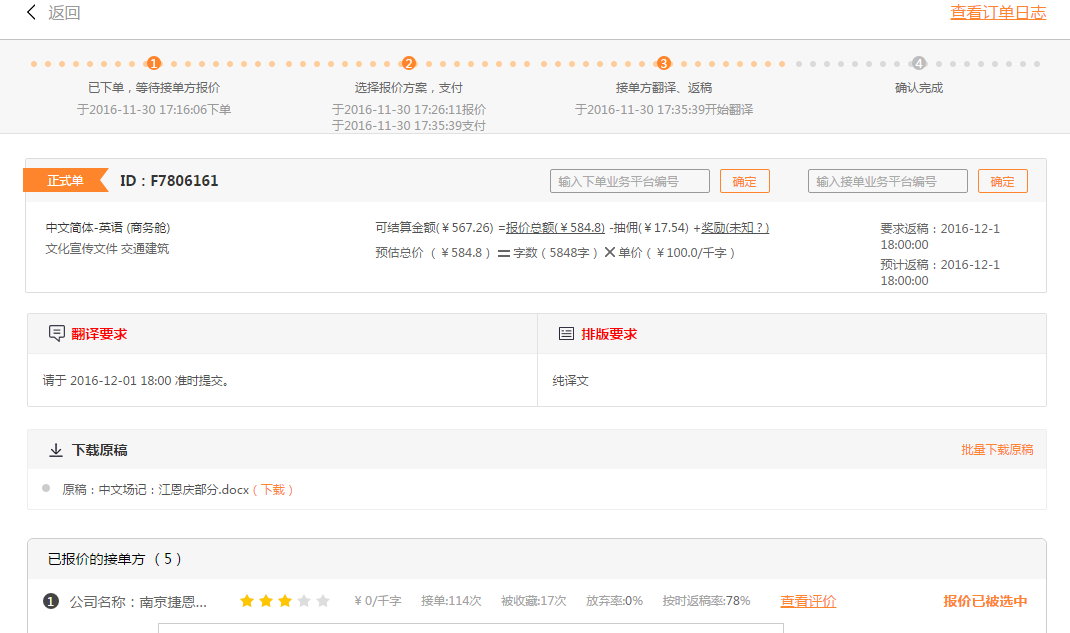 返回
查看订单日志
1
2
3
4
已下单，等待接单方报价
选择报价方案，支付
接单方翻译、返稿
确认完成
于2016-11-30 17:16:06下单
于2016-11-30 17:26:11报价
于2016-11-30 17:35:39支付
于2016-11-30 17:35:39开始翻译
正式单
ID：F7806161
输入下单业务平台编号
确定
输入接单业务平台编号
确定
中文简体-英语 (商务舱)
文化宣传文件 交通建筑
可结算金额(￥567.26) =报价总额(￥584.8) -抽佣(￥17.54) +奖励(未知？)
预估总价 （￥584.8 ）=字数（ 5848字 ）×单价（ ￥100.0/千字 ）
要求返稿：2016-12-1
18:00:00
预计返稿：2016-12-1
18:00:00
翻译要求
请于 2016-12-01 18:00 准时提交。
排版要求
纯译文
下载原稿
批量下载原稿
原稿：中文场记：江恩庆部分.docx（ 下载 ）
已报价的接单方 （ 5 ）
1 公司名称：南京捷恩... ￥0/千字 接单:114次 被收藏:17次 放弃率:0% 按时返稿率:78% 查看评价 报价已被选中